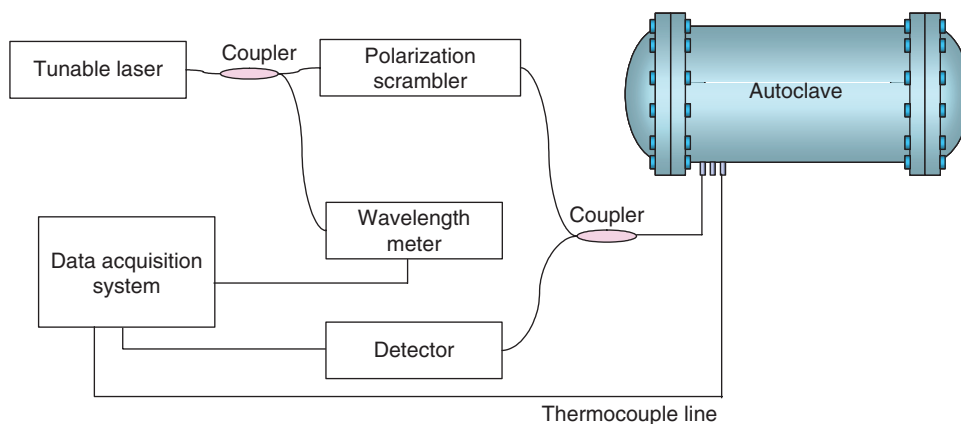 Tunable laser
Coupler
Polarization
scrambler
Autoclave
Wavelength
meter
Coupler
Data acquisition
system
Detector
Thermocouple line